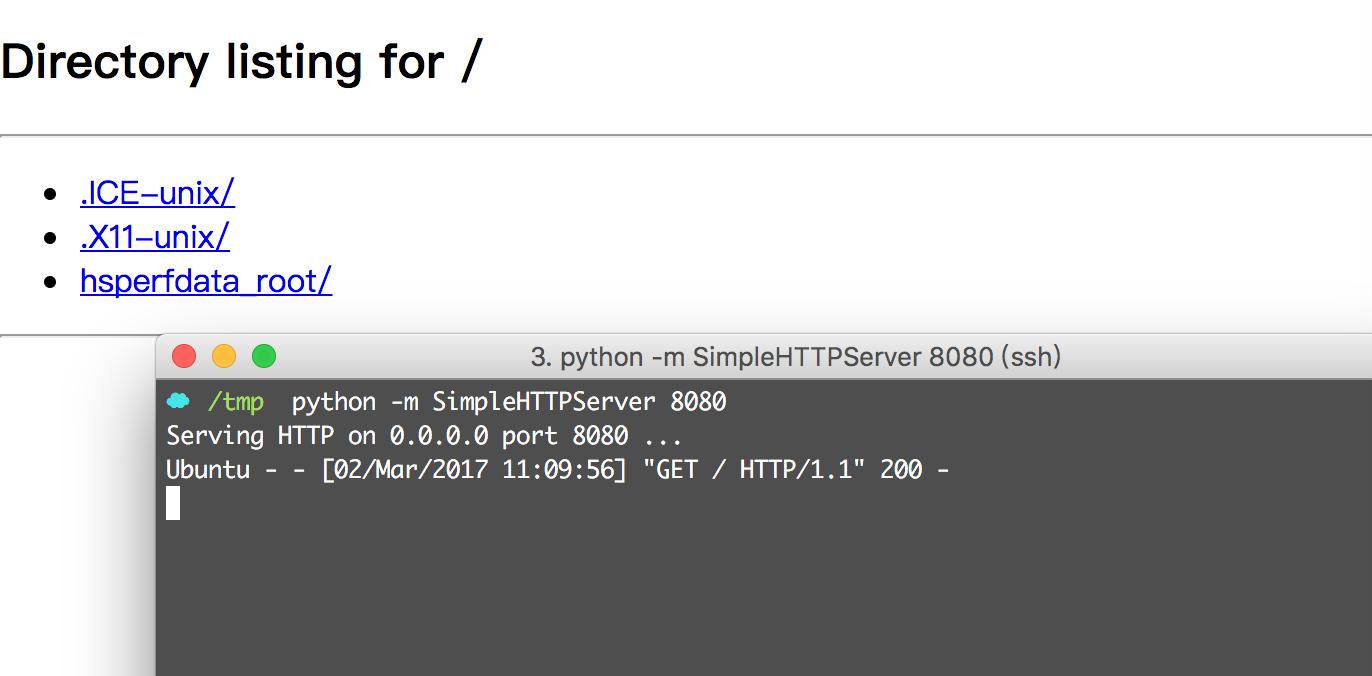 Directory listing for /
.ICE-unix/
.X11-unix/
hsperfdata_root/
3. python -m SimpleHTTPServer 8080 (ssh)
/tmp python -m SimpleHTTPServer 8080
Serving HTTP on 0.0.0.0 port 8080 ...
Ubuntu - - [02/Mar/2017 11:09:56] "GET / HTTP/1.1" 200 -